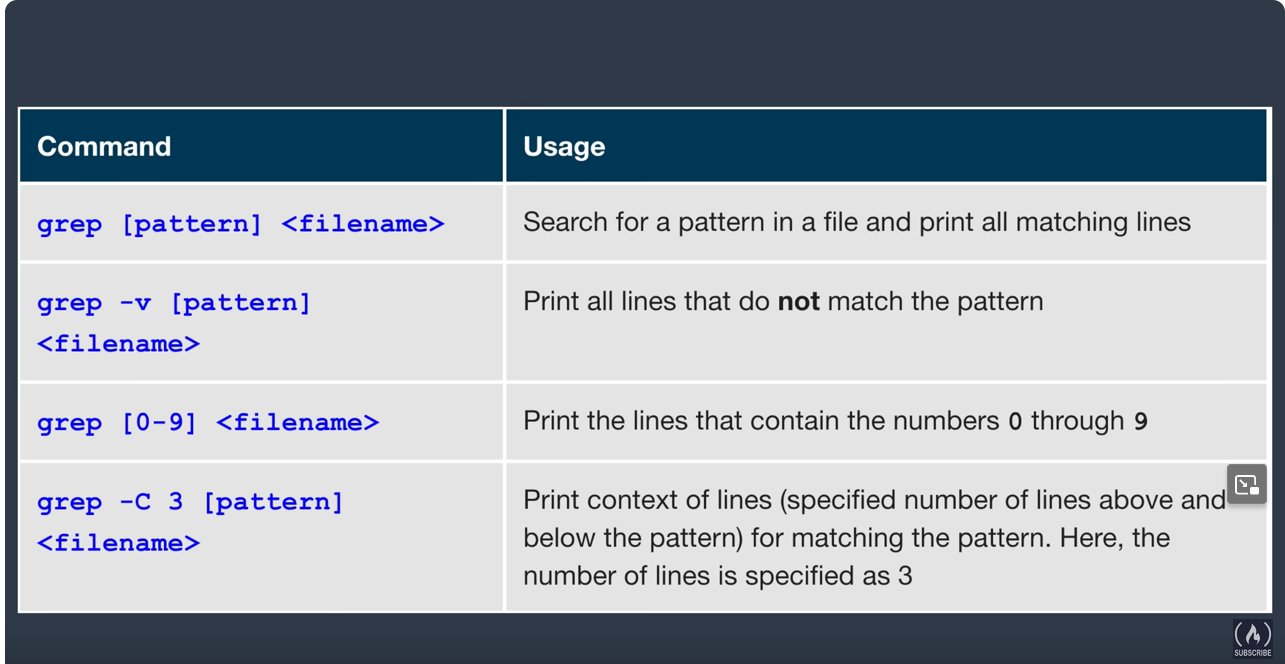 Command
Usage
grep [pattern] <filename>
Search for a pattern in a file and print all matching lines
grep -v [pattern]
<filename>
Print all lines that do not match the pattern
grep [0-9] <filename>
Print the lines that contain the numbers 0 through 9
grep -C 3 [pattern]
<filename>
Print context of lines (specified number of lines above and
below the pattern) for matching the pattern. Here, the
number of lines is specified as 3
SUBSCRIBE